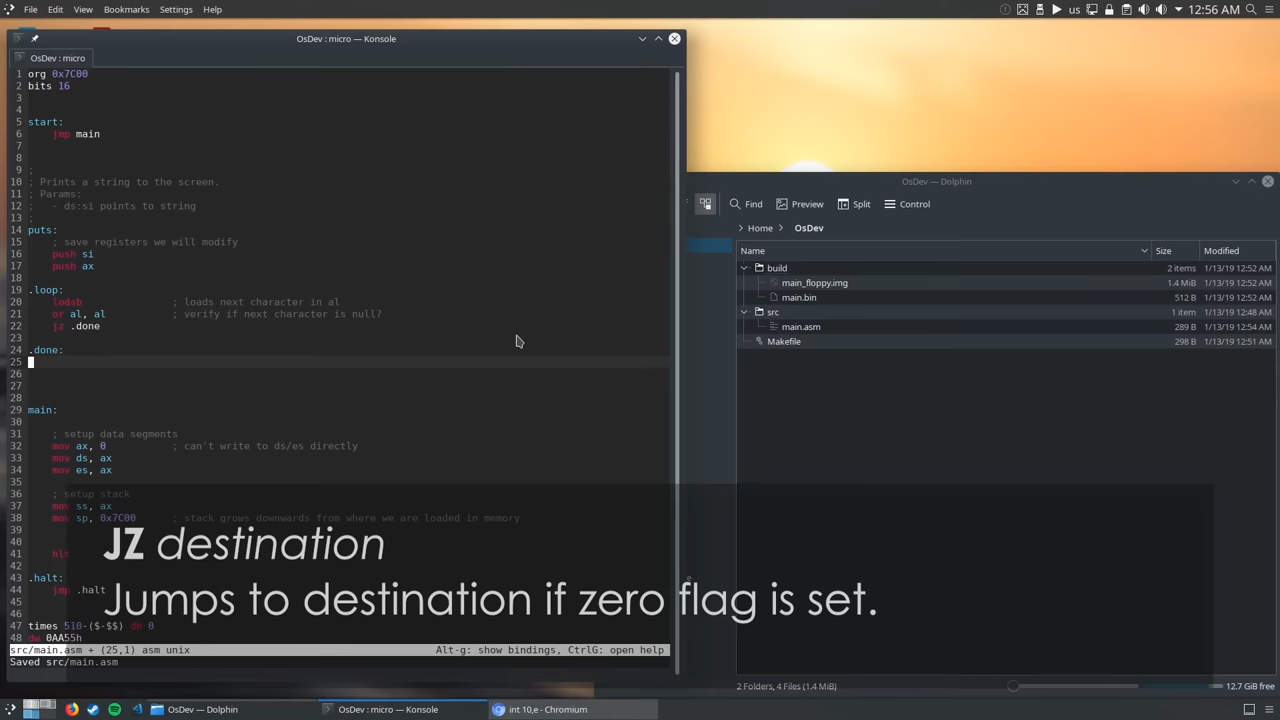 File Edit View Bookmarks Settings Help
us 12:56 AM
OsDev : micro — Konsole
OsDev : micro
1 org 0x7C00
2 bits 16
3
4
5 start:
6 jmp main
7
8
9 ;
10 ; Prints a string to the screen.
11 ; Params:
12 ; - ds:si points to string
13 ;
14 puts:
15 ; save registers we will modify
16 push si
17 push ax
18
19 .loop:
20 lodsb ; loads next character in al
21 or al, al ; verify if next character is null?
22 jz .done
23
24 .done:
25
26
27
28
29 main:
30
31 ; setup data segments
32 mov ax, 0 ; can't write to ds/es directly
33 mov ds, ax
34 mov es, ax
35
36 ; setup stack
37 mov ss, ax
38 mov sp, 0x7C00 ; stack grows downwards from where we are loaded in memory
39
40
41 hlt
42
43 .halt:
44 jmp .halt
45
46
47 times 510-($-$$) db 0
48 dw 0AA55h
src/main.asm + (25,1) asm unix Alt-g: show bindings, CtrlG: open help
Saved src/main.asm
OsDev — Dolphin
Find Preview Split Control
Home OsDev
Name Size Modified
build 2 items 1/13/19 12:52 AM
main_floppy.img 1.4 MiB 1/13/19 12:52 AM
main.bin 512 B 1/13/19 12:52 AM
src 1 item 1/13/19 12:48 AM
main.asm 289 B 1/13/19 12:54 AM
Makefile 298 B 1/13/19 12:51 AM
2 Folders, 4 Files (1.4 MiB) 12.7 GiB free
JZ destination
Jumps to destination if zero flag is set.
OsDev — Dolphin
OsDev : micro — Konsole
int 10,e - Chromium